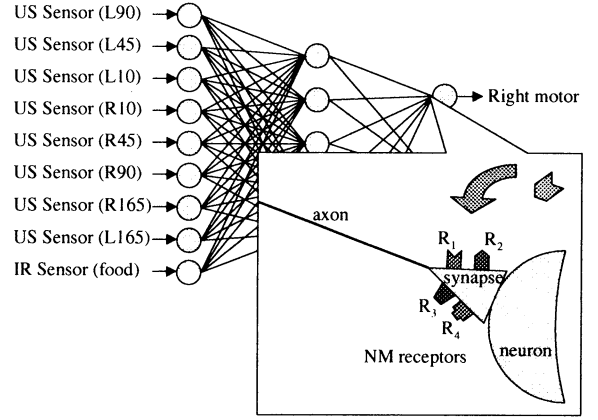 US Sensor (L90)
US Sensor (L45)
US Sensor (L10)
US Sensor (R10)
US Sensor (R45)
US Sensor (R90)
US Sensor (R165)
US Sensor (L165)
IR Sensor (food)
Right motor
axon
R1
R2
synapse
R3
R4
NM receptors
neuron